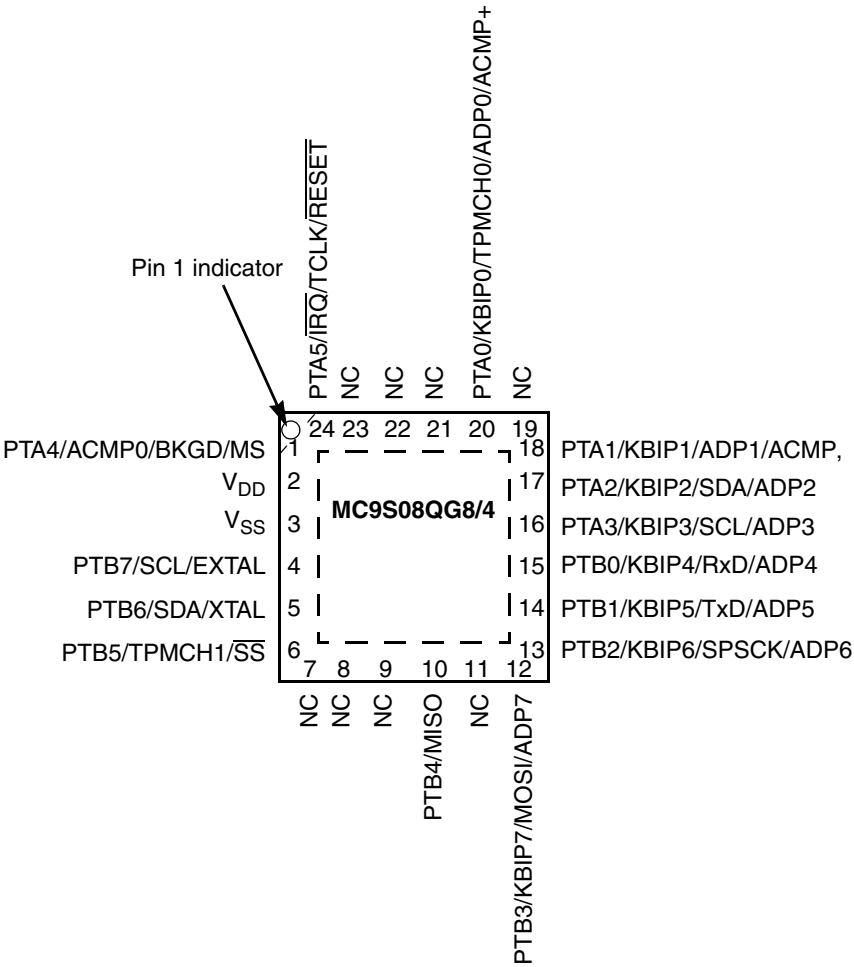 PTA0/KBIP0/TPMCH0/ADP0/ACMP+
PTA5/IRQ/TCLK/RESET
Pin 1 indicator
NC
NC
NC
NC
24 23 22 21 20 19
PTA4/ACMP0/BKGD/MS 1
18 PTA1/KBIP1/ADP1/ACMP,
VDD 2
17 PTA2/KBIP2/SDA/ADP2
MC9S08QG8/4
VSS 3
16 PTA3/KBIP3/SCL/ADP3
PTB7/SCL/EXTAL 4
15 PTB0/KBIP4/RxD/ADP4
PTB6/SDA/XTAL 5
14 PTB1/KBIP5/TxD/ADP5
PTB5/TPMCH1/SS 6
13 PTB2/KBIP6/SPSCK/ADP6
7 8 9 10 11 12
NC
NC
NC
PTB4/MISO
NC
PTB3/KBIP7/MOSI/ADP7